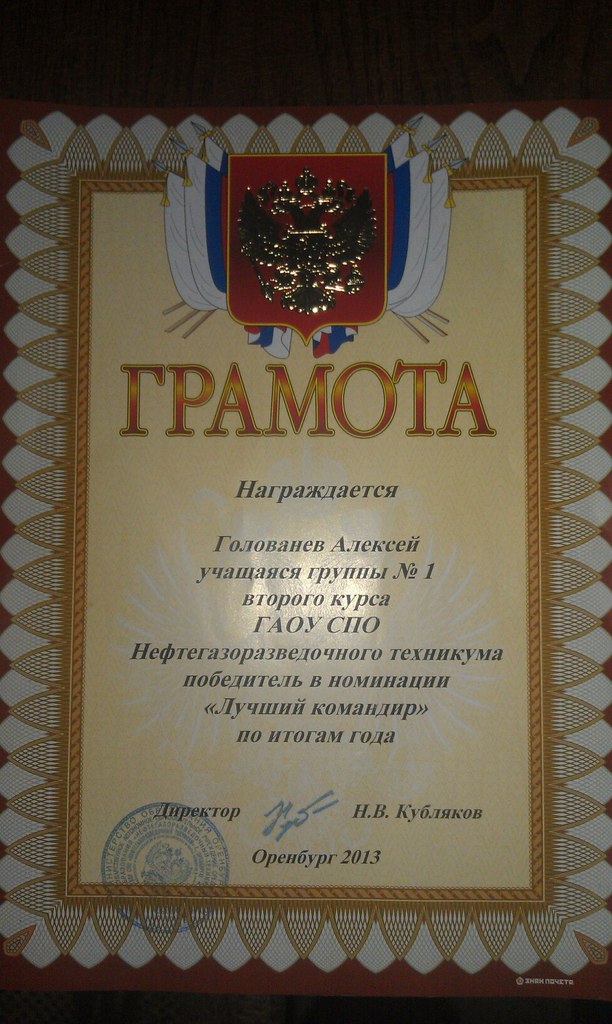 ГРАМОТА
Награждается
Голованев Алексей
учащаяся группы № 1
второго курса
ГАОУ СПО
Нефтегазоразведочного техникума
победитель в номинации
«Лучший командир»
по итогам года
Директор Н.В. Кубляков
Оренбург 2013
ЗНАК ПОЧЕТА